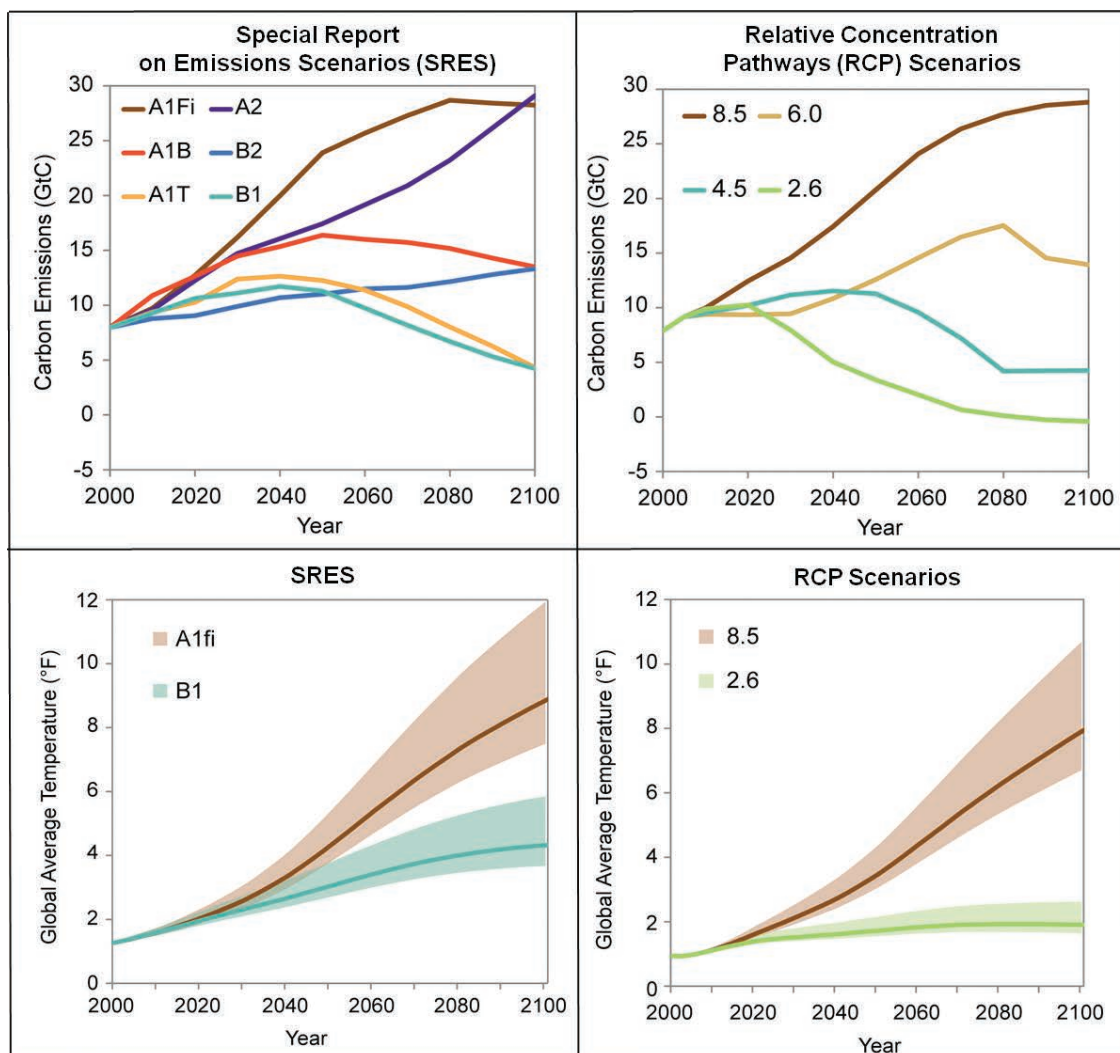 Special Report
on Emissions Scenarios (SRES)
Carbon Emissions (GtC)
30
25
20
15
10
5
0
-5
A1Fi A2
A1B B2
A1T B1
2000 2020 2040 2060 2080 2100
Year
Relative Concentration
Pathways (RCP) Scenarios
Carbon Emissions (GtC)
30
25
20
15
10
5
0
-5
8.5 6.0
4.5 2.6
2000 2020 2040 2060 2080 2100
Year
SRES
Global Average Temperature (°F)
12
10
8
6
4
2
0
A1fi
B1
2000 2020 2040 2060 2080 2100
Year
RCP Scenarios
Global Average Temperature (°F)
12
10
8
6
4
2
0
8.5
2.6
2000 2020 2040 2060 2080 2100
Year